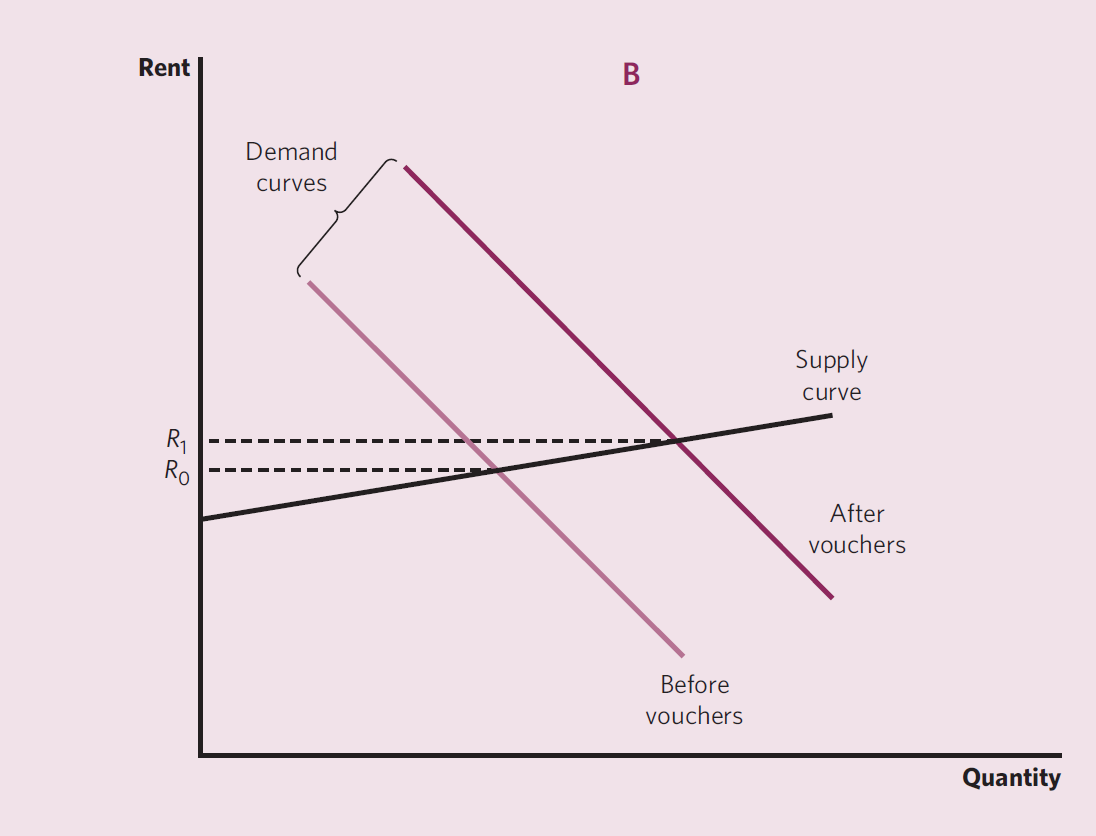 Rent
B
Demand
curves
Supply
curve
R1
R0
After
vouchers
Before
vouchers
Quantity